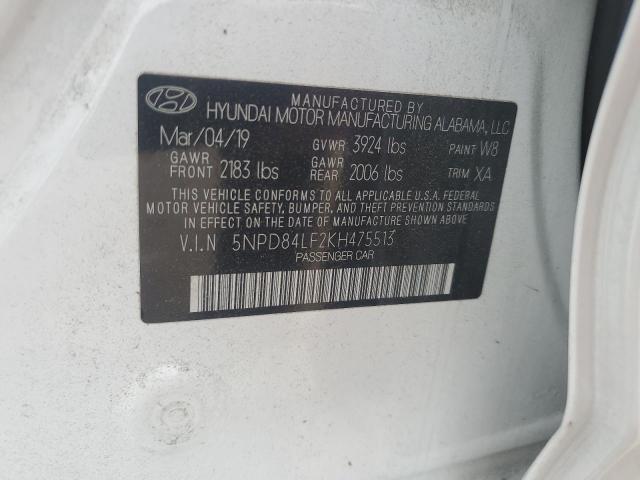 MANUFACTURED BY
HYUNDAI MOTOR MANUFACTURING ALABAMA, LLC
Mar/04/19 GVWR 3924 lbs PAINT W8
GAWR FRONT 2183 lbs GAWR REAR 2006 lbs TRIM XA
THIS VEHICLE CONFORMS TO ALL APPLICABLE U.S.A. FEDERAL
MOTOR VEHICLE SAFETY, BUMPER, AND THEFT PREVENTION STANDARDS
IN EFFECT ON THE DATE OF MANUFACTURE SHOWN ABOVE.
V.I.N 5NPD84LF2KH475513
PASSENGER CAR